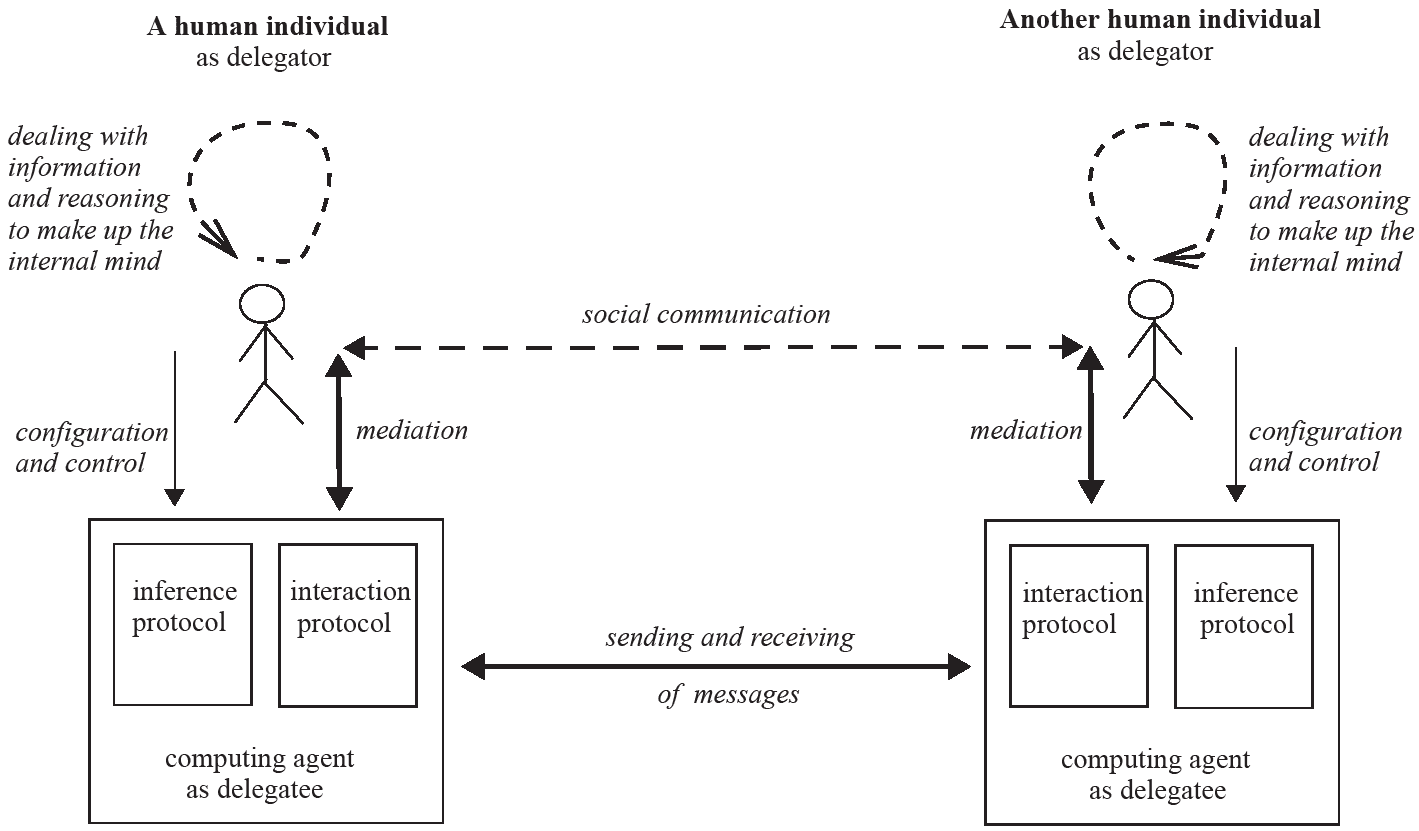 A human individual
as delegator
Another human individual
as delegator
dealing with
information
and reasoning
to make up the
internal mind
dealing with
information
and reasoning
to make up the
internal mind
social communication
configuration
and control
mediation
mediation
configuration
and control
inference
protocol
interaction
protocol
computing agent
as delegatee
sending and receiving
of messages
interaction
protocol
inference
protocol
computing agent
as delegatee